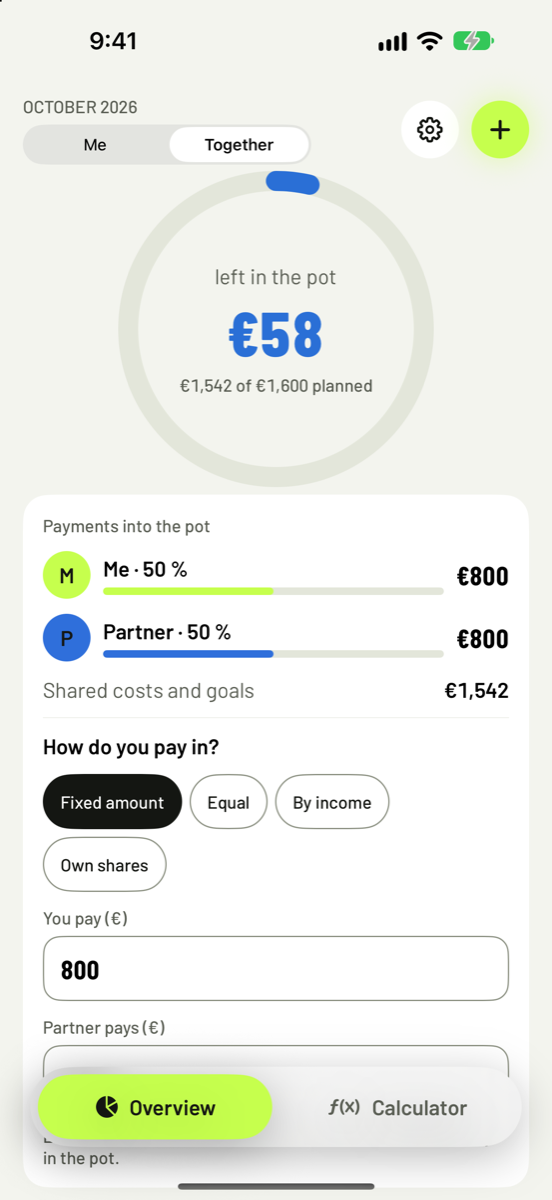 9:41
OCTOBER 2026
Me
Together
+
left in the pot
€58
€1,542 of €1,600 planned
Payments into the pot
M
Me · 50 %
€800
P
Partner · 50 %
€800
Shared costs and goals
€1,542
How do you pay in?
Fixed amount
Equal
By income
Own shares
You pay (€)
800
Partner pays (€)
Overview
f(x) Calculator
in the pot.